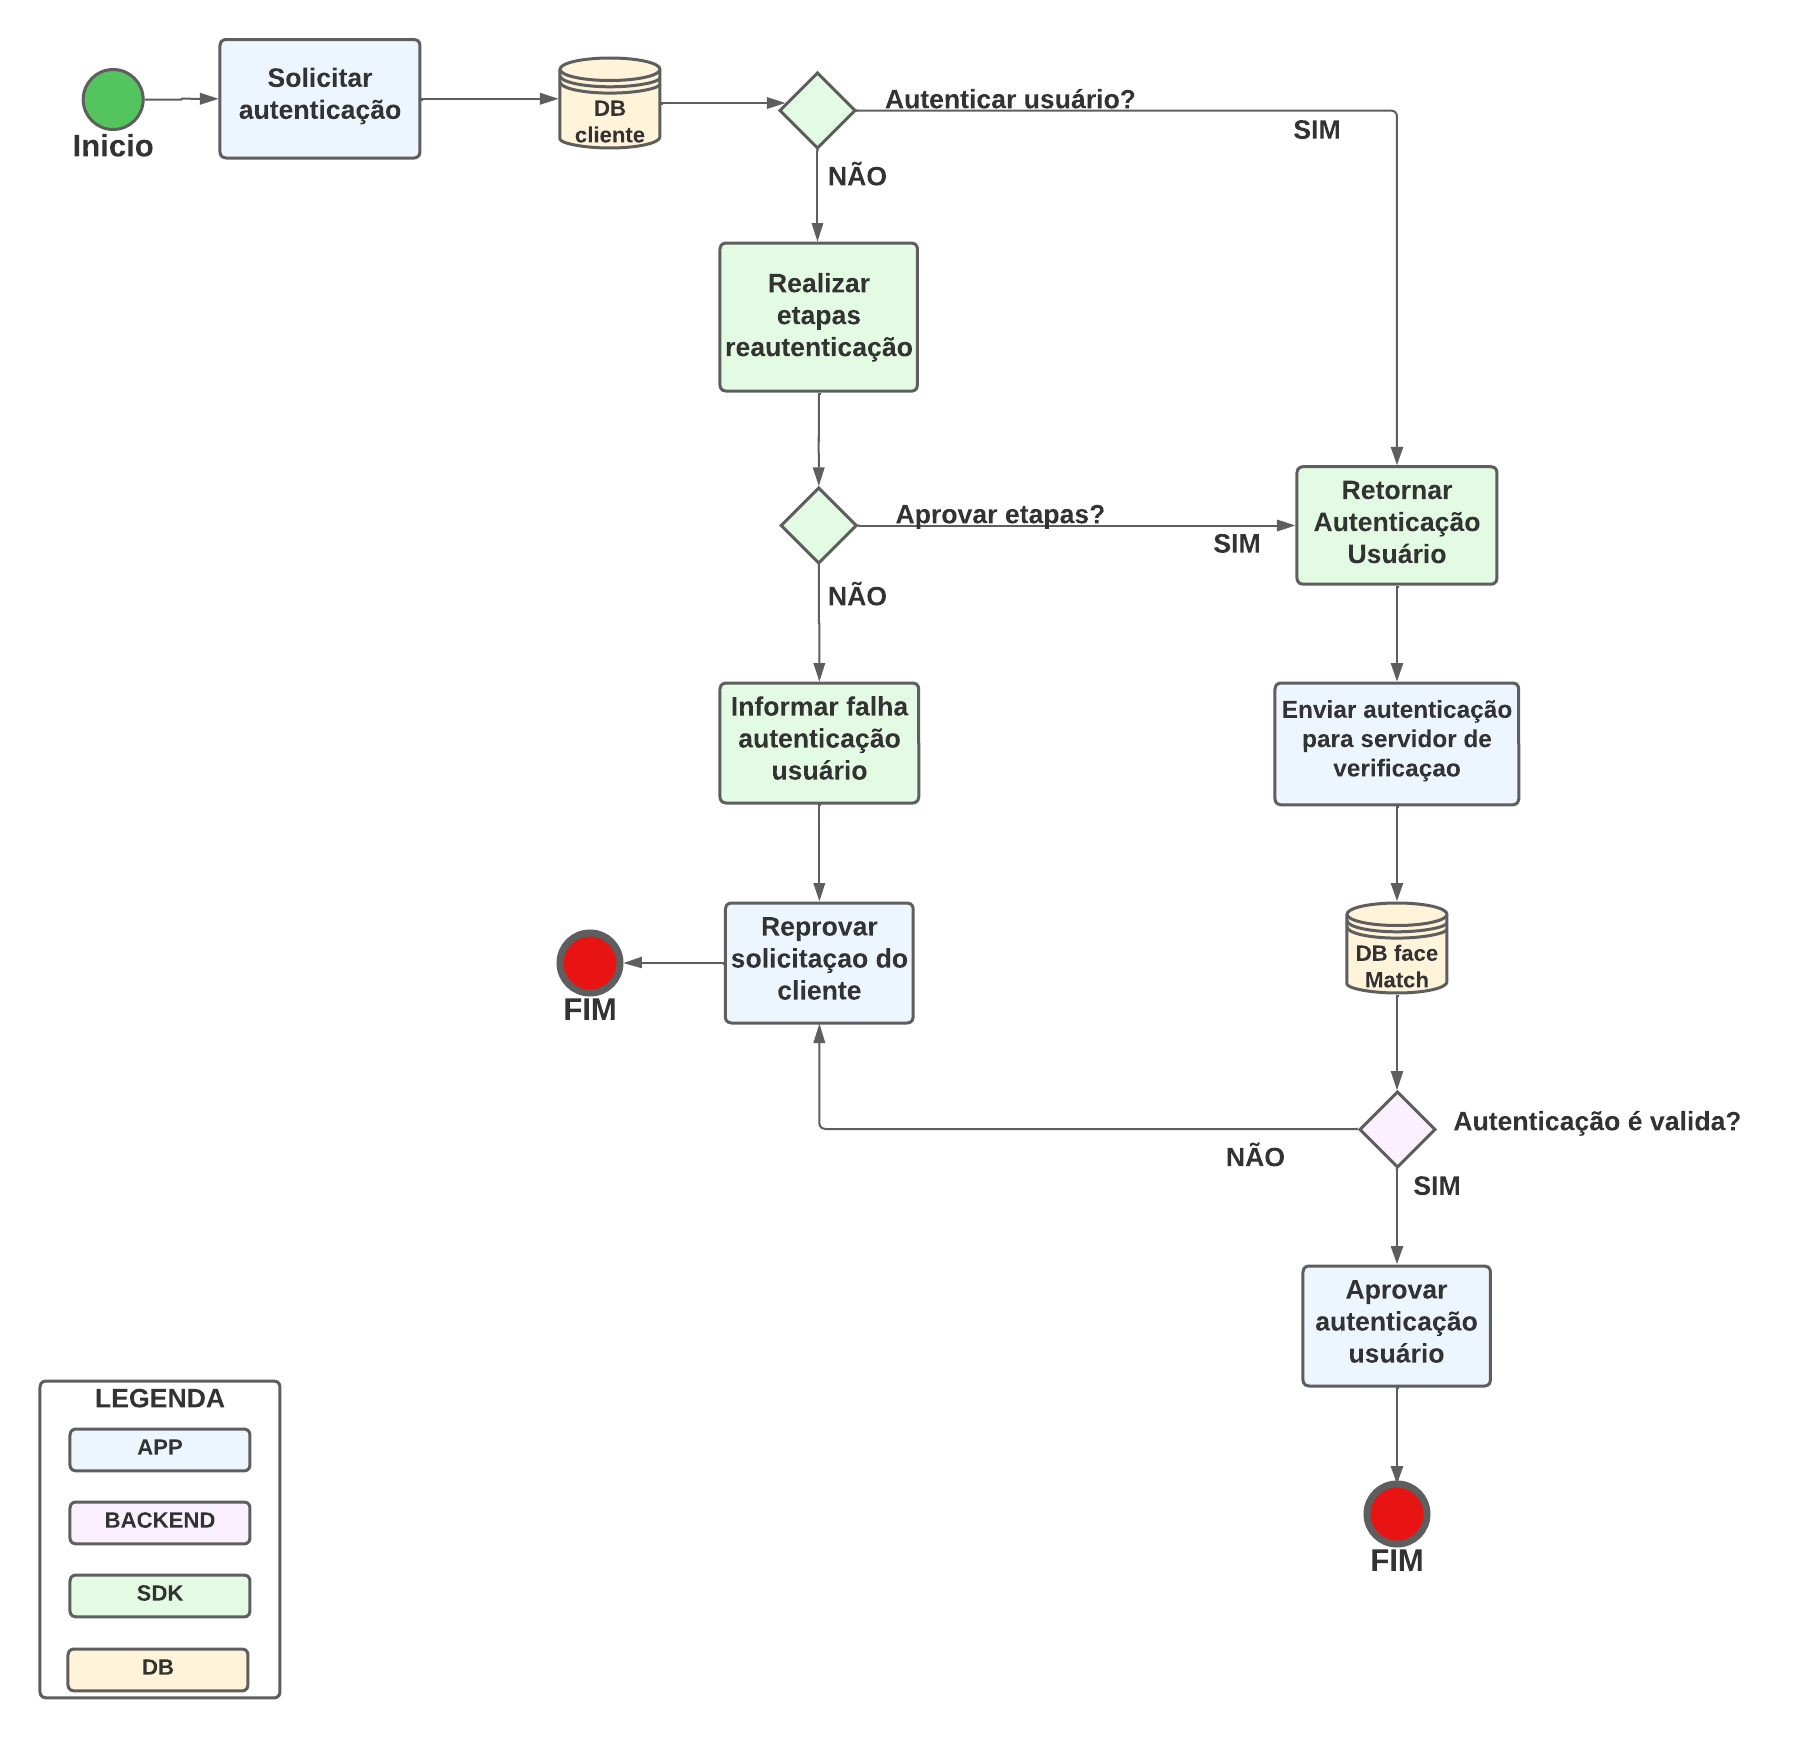 Inicio
Solicitar
autenticação
DB
cliente
Autenticar usuário?
SIM
NÃO
Realizar
etapas
reautenticação
Aprovar etapas?
SIM
NÃO
Retornar
Autenticação
Usuário
Informar falha
autenticação
usuário
Enviar autenticação
para servidor de
verificaçao
Reprovar
solicitaçao do
cliente
FIM
DB face
Match
Autenticação é valida?
NÃO
SIM
Aprovar
autenticação
usuário
FIM
LEGENDA
APP
BACKEND
SDK
DB